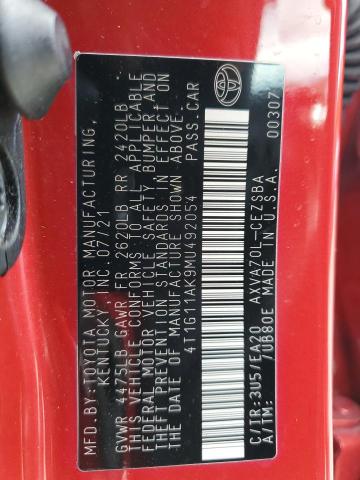 MFD.BY:TOYOTA MOTOR MANUFACTURING,
KENTUCKY, INC. 07/21
GVWR 4475LB GAWR FR 2620LB RR 2420LB
THIS VEHICLE CONFORMS TO ALL APPLICABLE
FEDERAL MOTOR VEHICLE SAFETY, BUMPER AND
THEFT PREVENTION STANDARDS IN EFFECT ON
THE DATE OF MANUFACTURE SHOWN ABOVE.
4T1G11AK9MU492054 PASS.CAR
C/TR:3U5/EA20 AXVA70L-CEZSBA
A/TM: /UB80E MADE IN U.S.A.
00307